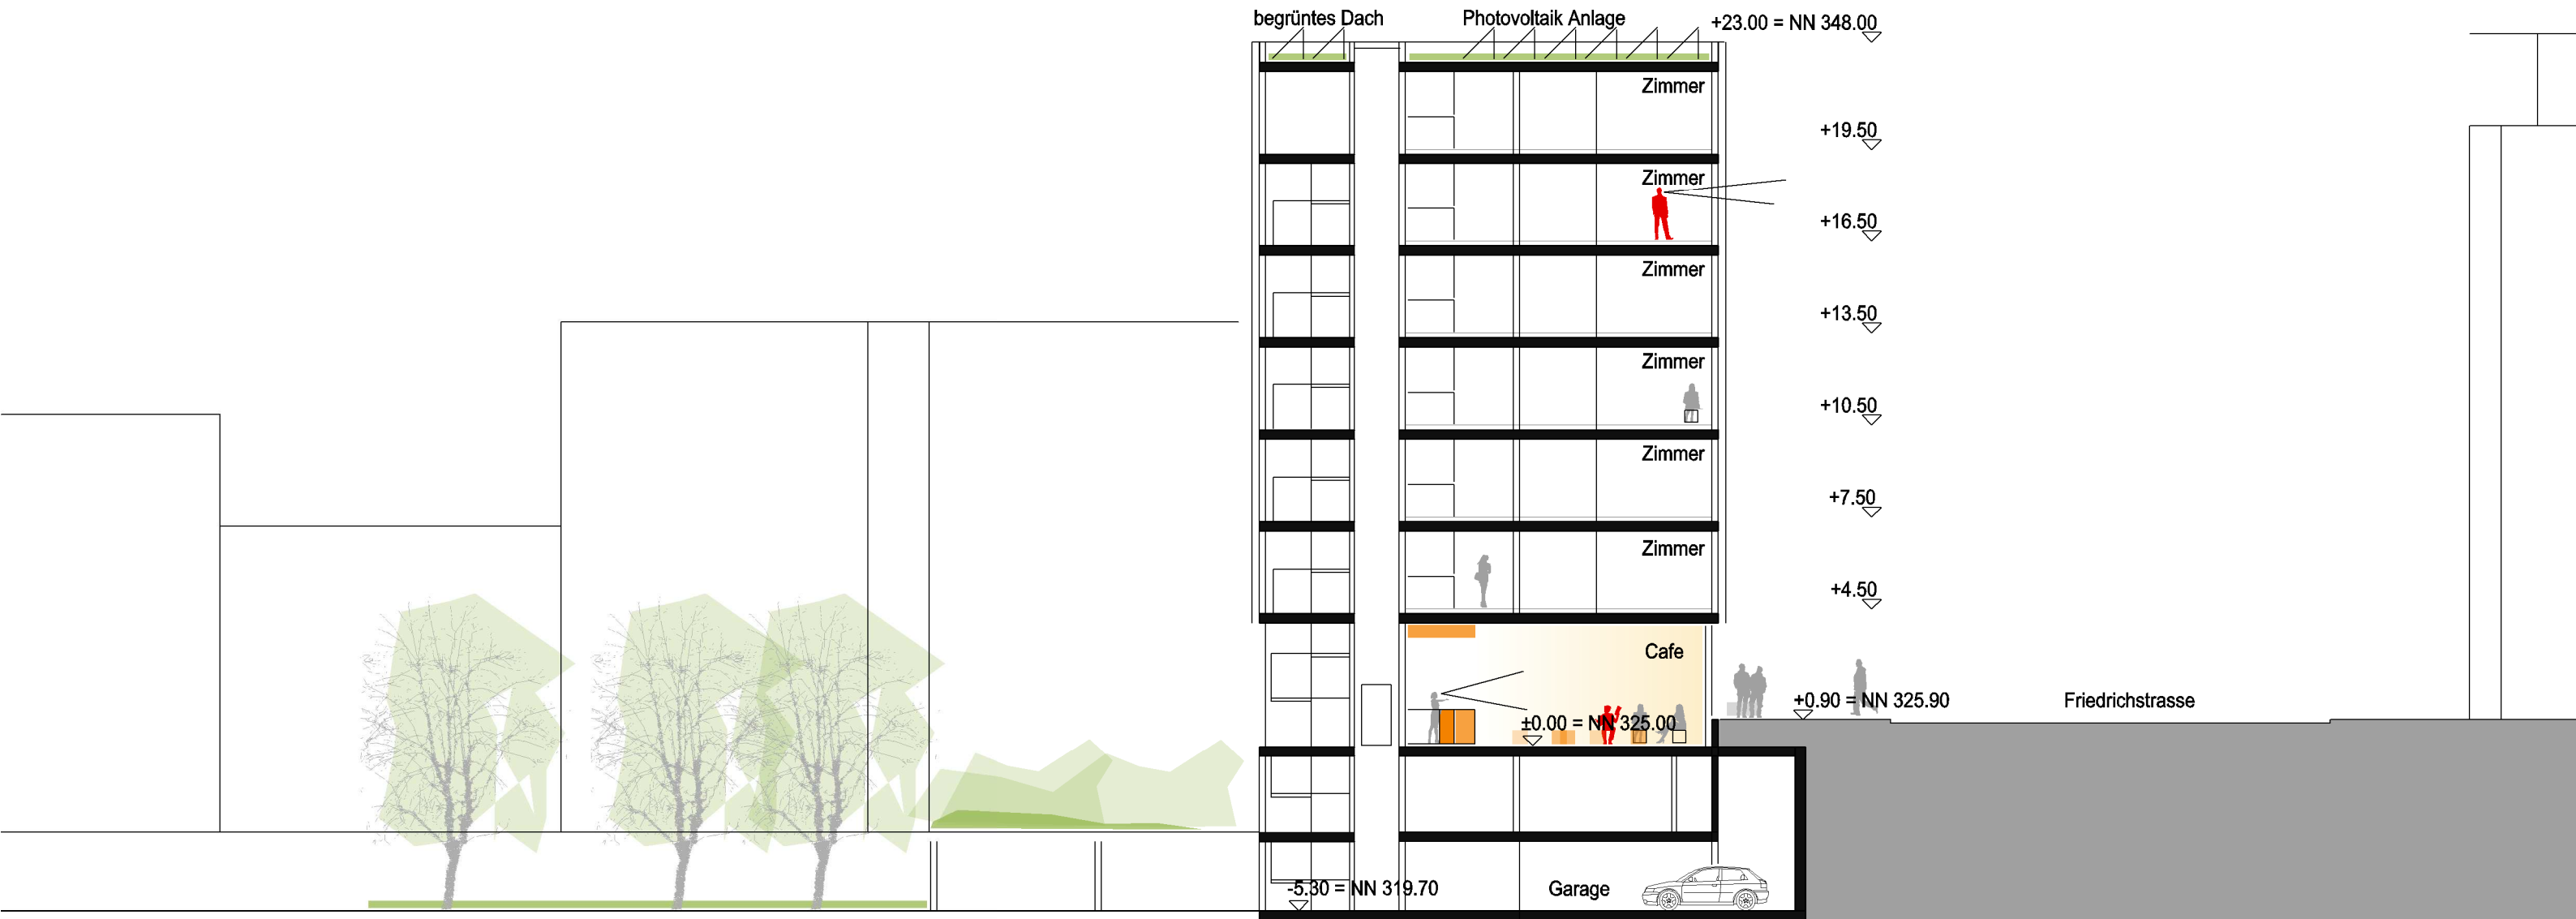 begrüntes Dach
Photovoltaik Anlage
+23.00 = NN 348.00
Zimmer
+19.50
Zimmer
+16.50
Zimmer
+13.50
Zimmer
+10.50
Zimmer
+7.50
Zimmer
+4.50
Cafe
+0.90 = NN 325.90
Friedrichstrasse
±0.00 = NN 325.00
-5.30 = NN 319.70
Garage